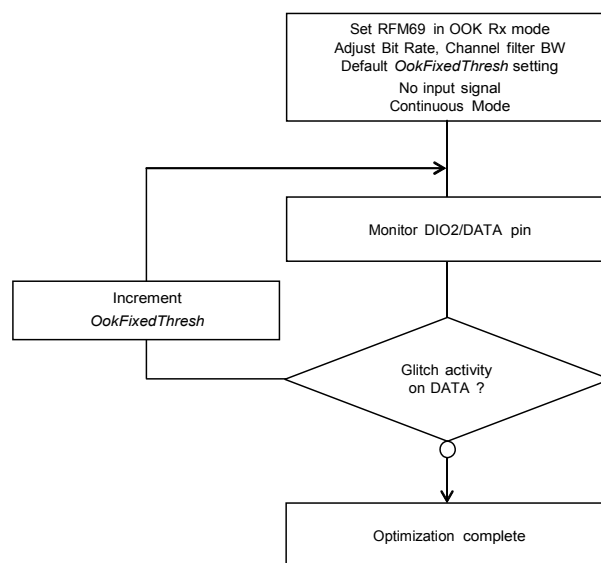 Set RFM69 in OOK Rx mode
Adjust Bit Rate, Channel filter BW
Default OokFixedThresh setting
No input signal
Continuous Mode
Monitor DIO2/DATA pin
Increment
OokFixedThresh
Glitch activity
on DATA ?
Optimization complete